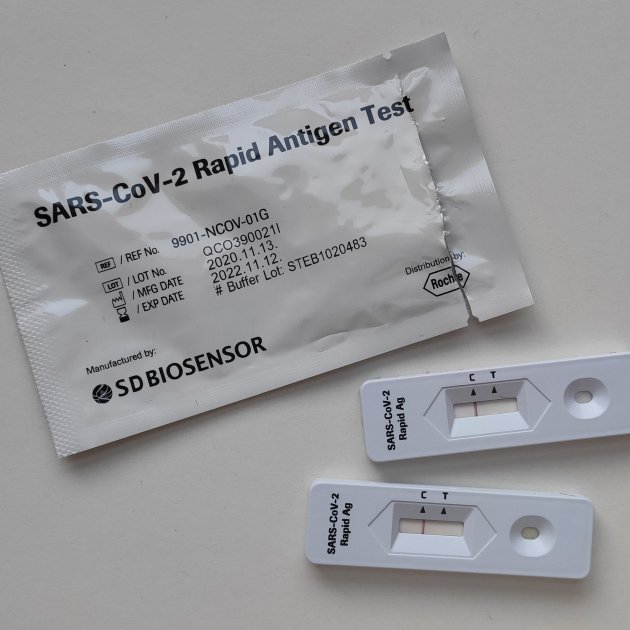 SARS-CoV-2 Rapid Antigen Test
REF / REF No. 9901-NCOV-01G
LOT / LOT No. QCO390021I
/ MFG DATE 2020.11.13.
/ EXP DATE 2022.11.12.
# Buffer Lot: STEB1020483
Distribution by:
Roche
Manufactured by:
SD BIOSENSOR
C T
SARS-CoV-2
Rapid Ag
C T
SARS-CoV-2
Rapid Ag